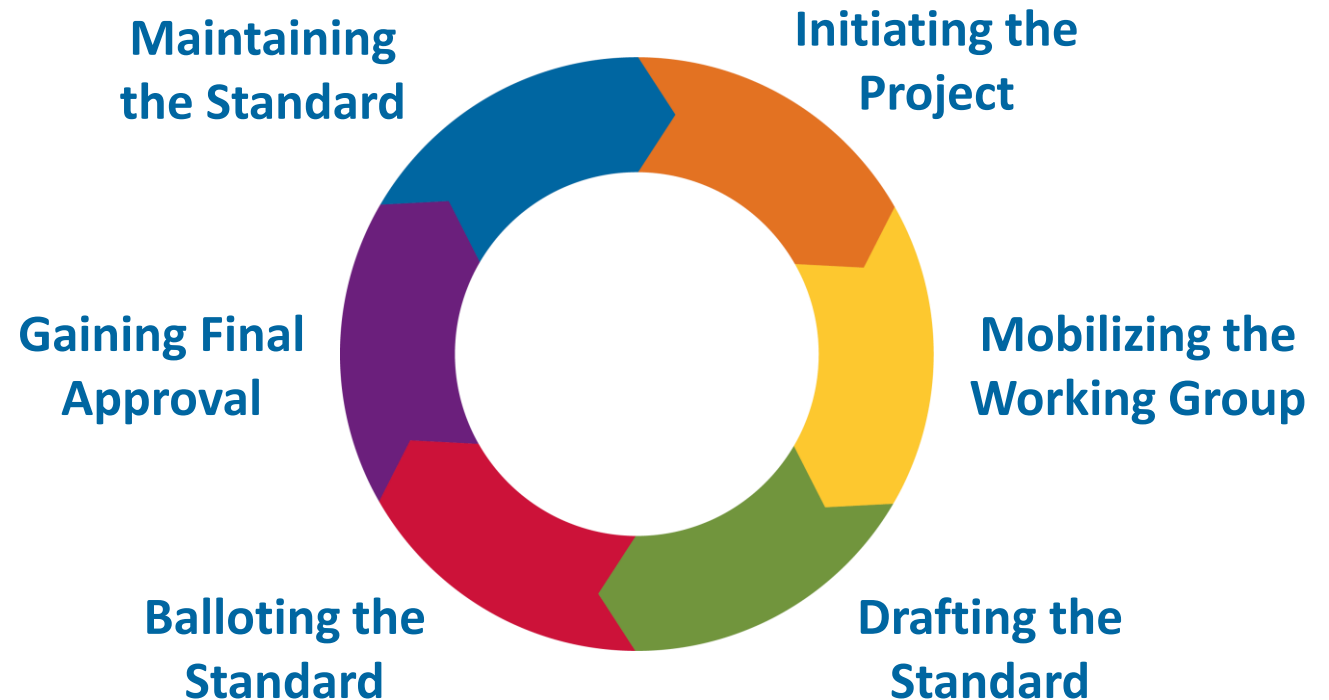 Maintaining
the Standard
Initiating the
Project
Gaining Final
Approval
Mobilizing the
Working Group
Balloting the
Standard
Drafting the
Standard